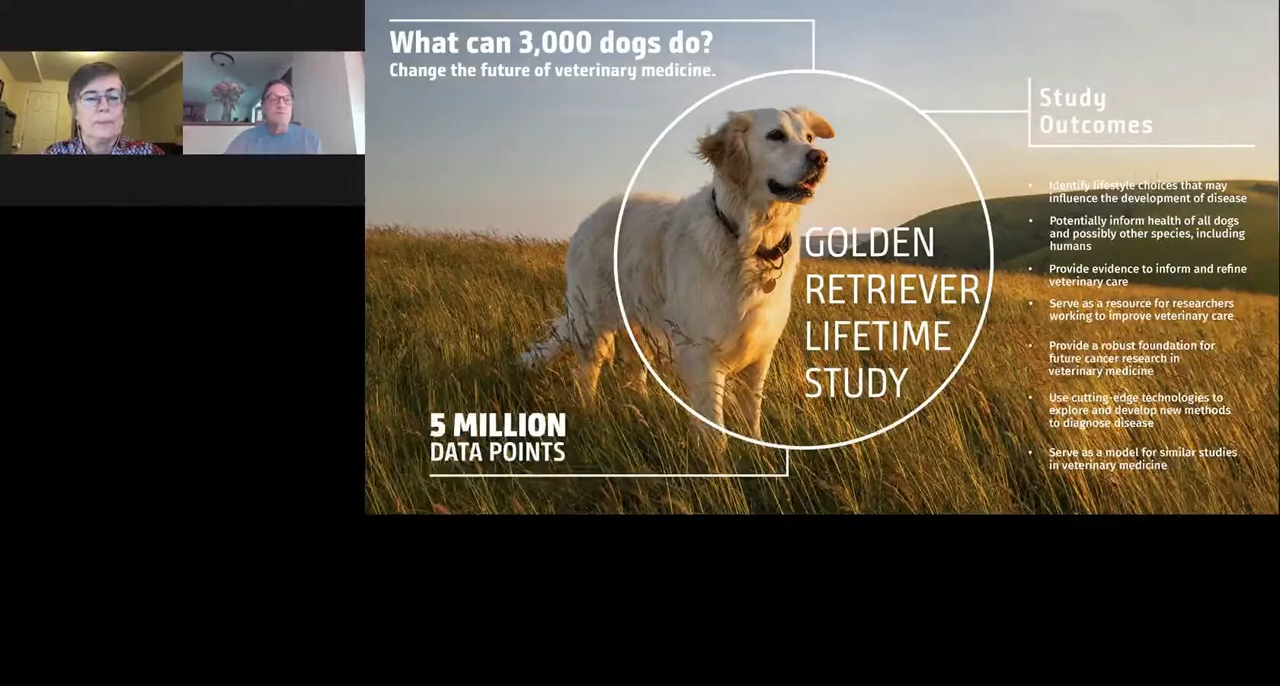 What can 3,000 dogs do?
Change the future of veterinary medicine.
Study
Outcomes
• Identify lifestyle choices that may
influence the development of disease
• Potentially inform health of all dogs
and possibly other species, including
humans
• Provide evidence to inform and refine
veterinary care
• Serve as a resource for researchers
working to improve veterinary care
• Provide a robust foundation for
future cancer research in
veterinary medicine
• Use cutting-edge technologies to
explore and develop new methods
to diagnose disease
• Serve as a model for similar studies
in veterinary medicine
GOLDEN
RETRIEVER
LIFETIME
STUDY
5 MILLION
DATA POINTS